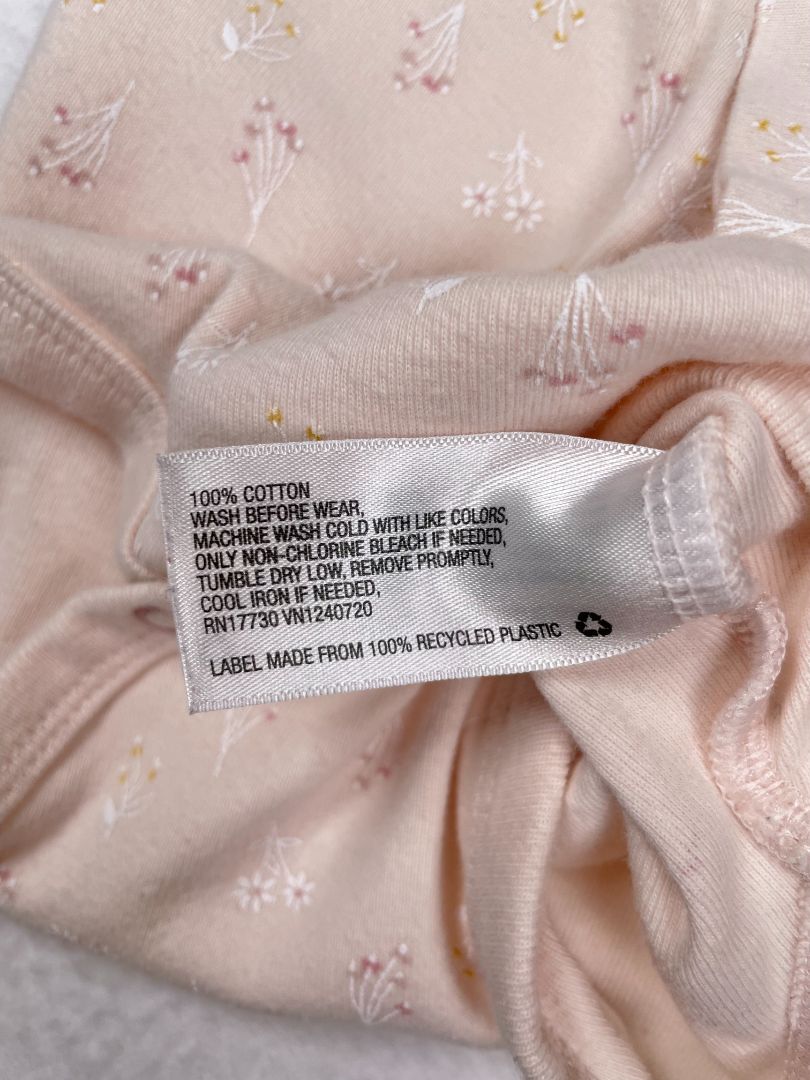 100% COTTON
WASH BEFORE WEAR,
MACHINE WASH COLD WITH LIKE COLORS,
ONLY NON-CHLORINE BLEACH IF NEEDED,
TUMBLE DRY LOW, REMOVE PROMPTLY,
COOL IRON IF NEEDED,
RN17730 VN1240720
LABEL MADE FROM 100% RECYCLED PLASTIC